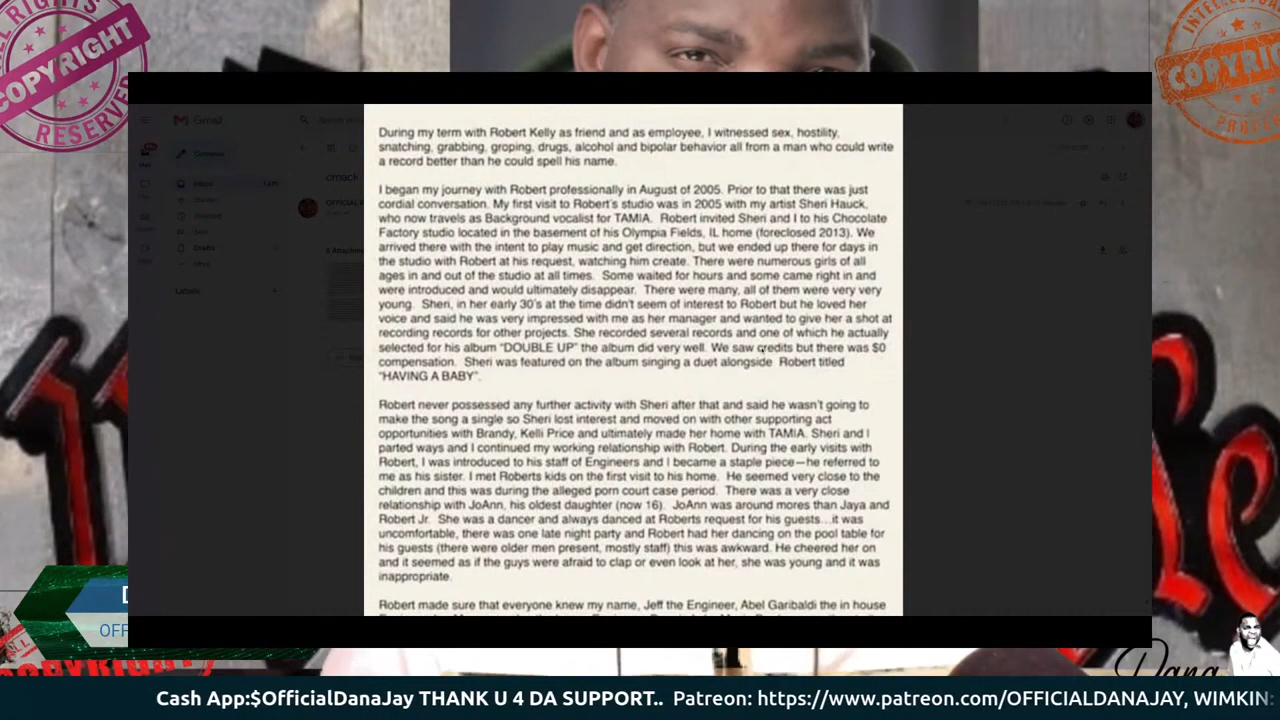 COPYRIGHT
RESERVED
Gmail
Compose
Inbox
Drafts
Labels
During my term with Robert Kelly as friend and as employee, I witnessed sex, hostility,
snatching, grabbing, groping, drugs, alcohol and bipolar behavior all from a man who could write
a record better than he could spell his name.
I began my journey with Robert professionally in August of 2005. Prior to that there was just
cordial conversation. My first visit to Robert's studio was in 2005 with my artist Sheri Hauck,
who now travels as Background vocalist for TAMIA. Robert invited Sheri and I to his Chocolate
Factory studio located in the basement of his Olympia Fields, IL home (foreclosed 2013). We
arrived there with the intent to play music and get direction, but we ended up there for days in
the studio with Robert at his request, watching him create. There were numerous girls of all
ages in and out of the studio at all times. Some waited for hours and some came right in and
were introduced and would ultimately disappear. There were many, all of them were very very
young. Sheri, in her early 30's at the time didn't seem of interest to Robert but he loved her
voice and said he was very impressed with me as her manager and wanted to give her a shot at
recording records for other projects. She recorded several records and one of which he actually
selected for his album "DOUBLE UP" the album did very well. We saw credits but there was $0
compensation. Sheri was featured on the album singing a duet alongside Robert titled
"HAVING A BABY".
Robert never possessed any further activity with Sheri after that and said he wasn't going to
make the song a single so Sheri lost interest and moved on with other supporting act
opportunities with Brandy, Kelli Price and ultimately made her home with TAMIA. Sheri and I
parted ways and I continued my working relationship with Robert. During the early visits with
Robert, I was introduced to his staff of Engineers and I became a staple piece—he referred to
me as his sister. I met Roberts kids on the first visit to his home. He seemed very close to the
children and this was during the alleged porn court case period. There was a very close
relationship with JoAnn, his oldest daughter (now 16). JoAnn was around mores than Jaya and
Robert Jr. She was a dancer and always danced at Roberts request for his guests...it was
uncomfortable, there was one late night party and Robert had her dancing on the pool table for
his guests (there were older men present, mostly staff) this was awkward. He cheered her on
and it seemed as if the guys were afraid to clap or even look at her, she was young and it was
inappropriate.
Robert made sure that everyone knew my name, Jeff the Engineer, Abel Garibaldi the in house
D
OFF
Dana
Cash App:$OfficialDanaJay THANK U 4 DA SUPPORT.. Patreon: https://www.patreon.com/OFFICIALDANAJAY, WIMKIN: